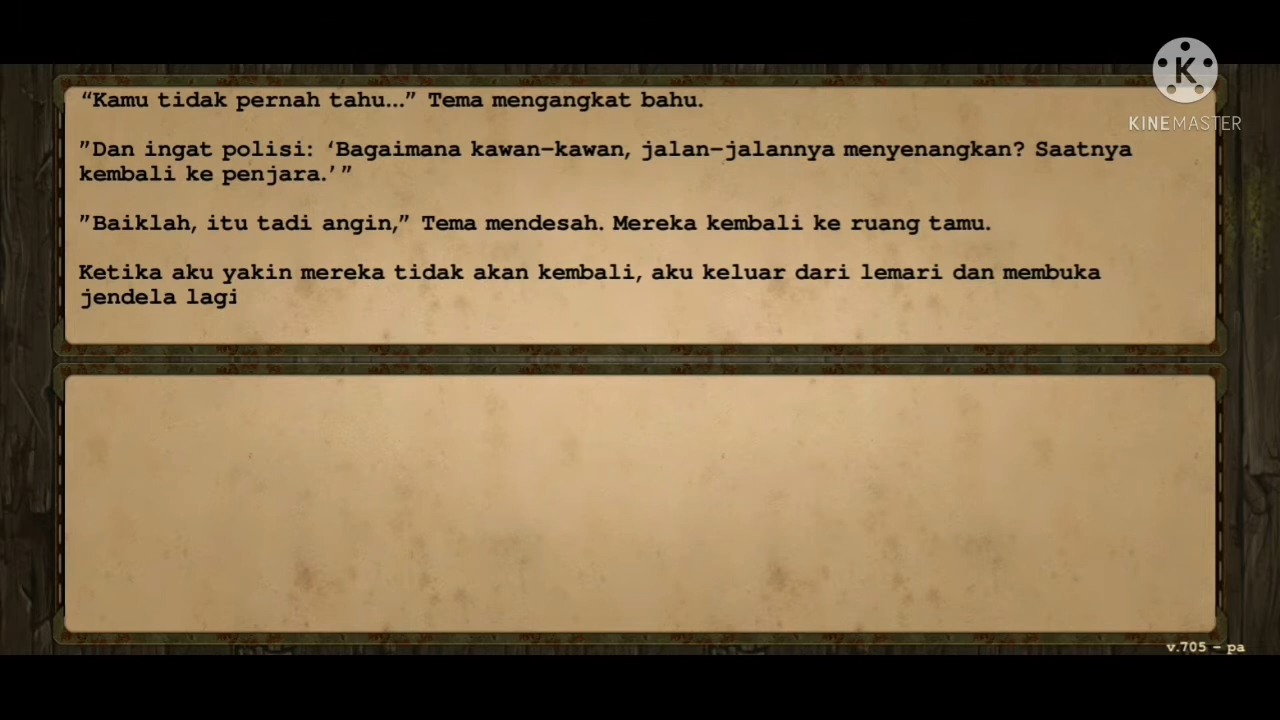 “Kamu tidak pernah tahu...” Tema mengangkat bahu.
”Dan ingat polisi: ‘Bagaimana kawan-kawan, jalan-jalannya menyenangkan? Saatnya
kembali ke penjara.’”
”Baiklah, itu tadi angin,” Tema mendesah. Mereka kembali ke ruang tamu.
Ketika aku yakin mereka tidak akan kembali, aku keluar dari lemari dan membuka
jendela lagi
K
KINEMASTER
v.705 - pa